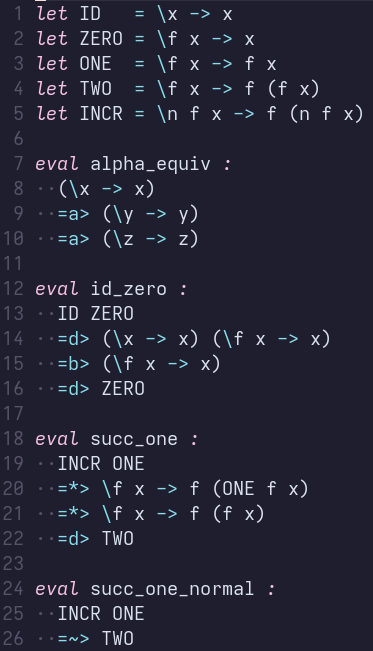 1 let ID   = \x -> x
2 let ZERO = \f x -> x
3 let ONE  = \f x -> f x
4 let TWO  = \f x -> f (f x)
5 let INCR = \n f x -> f (n f x)
6
7 eval alpha_equiv :
8 ··(\x -> x)
9 ··=a> (\y -> y)
10 ··=a> (\z -> z)
11
12 eval id_zero :
13 ··ID ZERO
14 ··=d> (\x -> x) (\f x -> x)
15 ··=b> (\f x -> x)
16 ··=d> ZERO
17
18 eval succ_one :
19 ··INCR ONE
20 ··=*> \f x -> f (ONE f x)
21 ··=*> \f x -> f (f x)
22 ··=d> TWO
23
24 eval succ_one_normal :
25 ··INCR ONE
26 ··=~> TWO